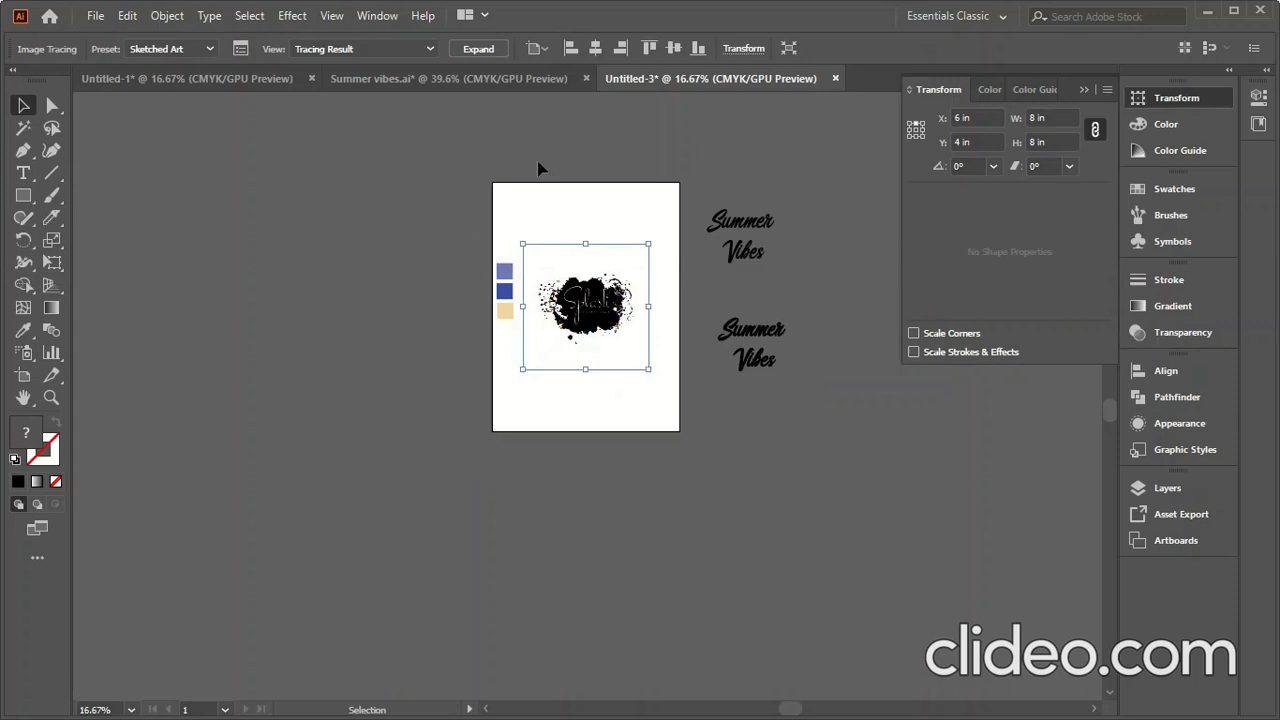 Ai File Edit Object Type Select Effect View Window Help Essentials Classic Search Adobe Stock
Image Tracing Preset: Sketched Art View: Tracing Result Expand Transform
Untitled-1* @ 16.67% (CMYK/GPU Preview) Summer vibes.ai* @ 39.6% (CMYK/GPU Preview) Untitled-3* @ 16.67% (CMYK/GPU Preview)
Transform Color Color Guid
X: 6 in W: 8 in
Y: 4 in H: 8 in
0° 0°
No Shape Properties
Scale Corners
Scale Strokes & Effects
Transform
Color
Color Guide
Swatches
Brushes
Symbols
Stroke
Gradient
Transparency
Align
Pathfinder
Appearance
Graphic Styles
Layers
Asset Export
Artboards
Summer
Vibes
Splash
Summer
Vibes
?
clideo.com
16.67% 1 Selection